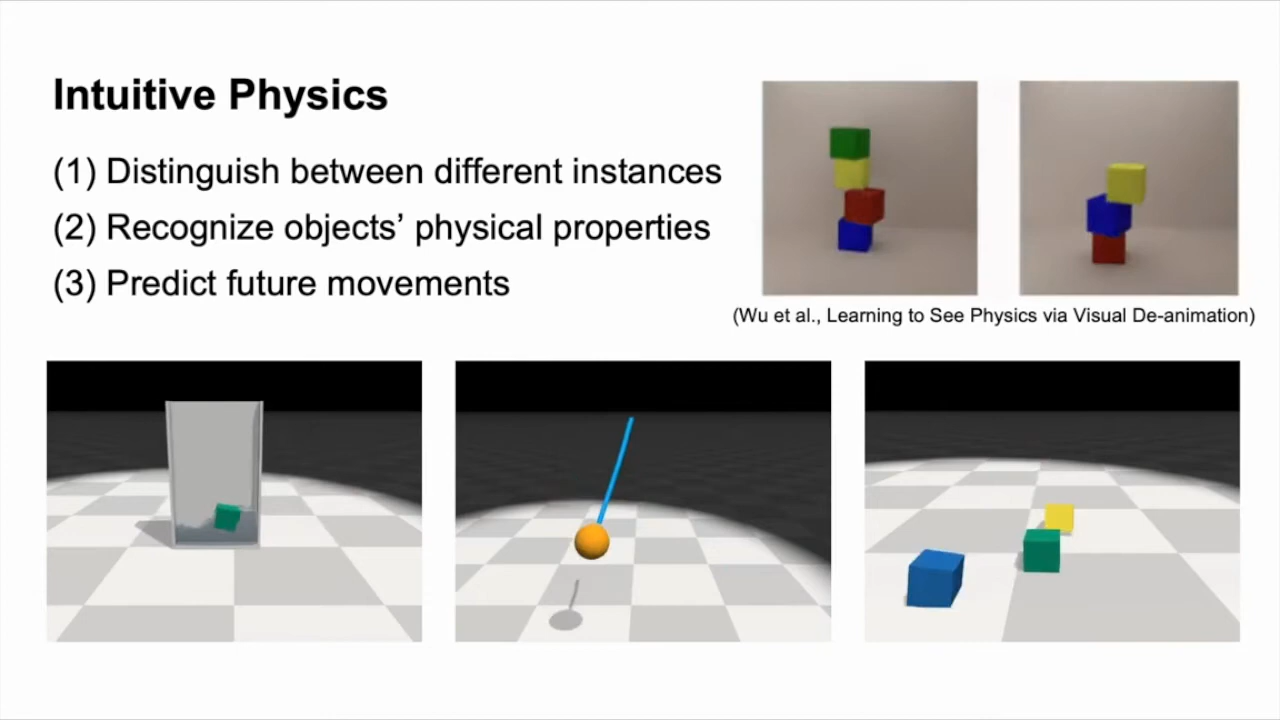 Intuitive Physics
(1) Distinguish between different instances
(2) Recognize objects’ physical properties
(3) Predict future movements
(Wu et al., Learning to See Physics via Visual De-animation)